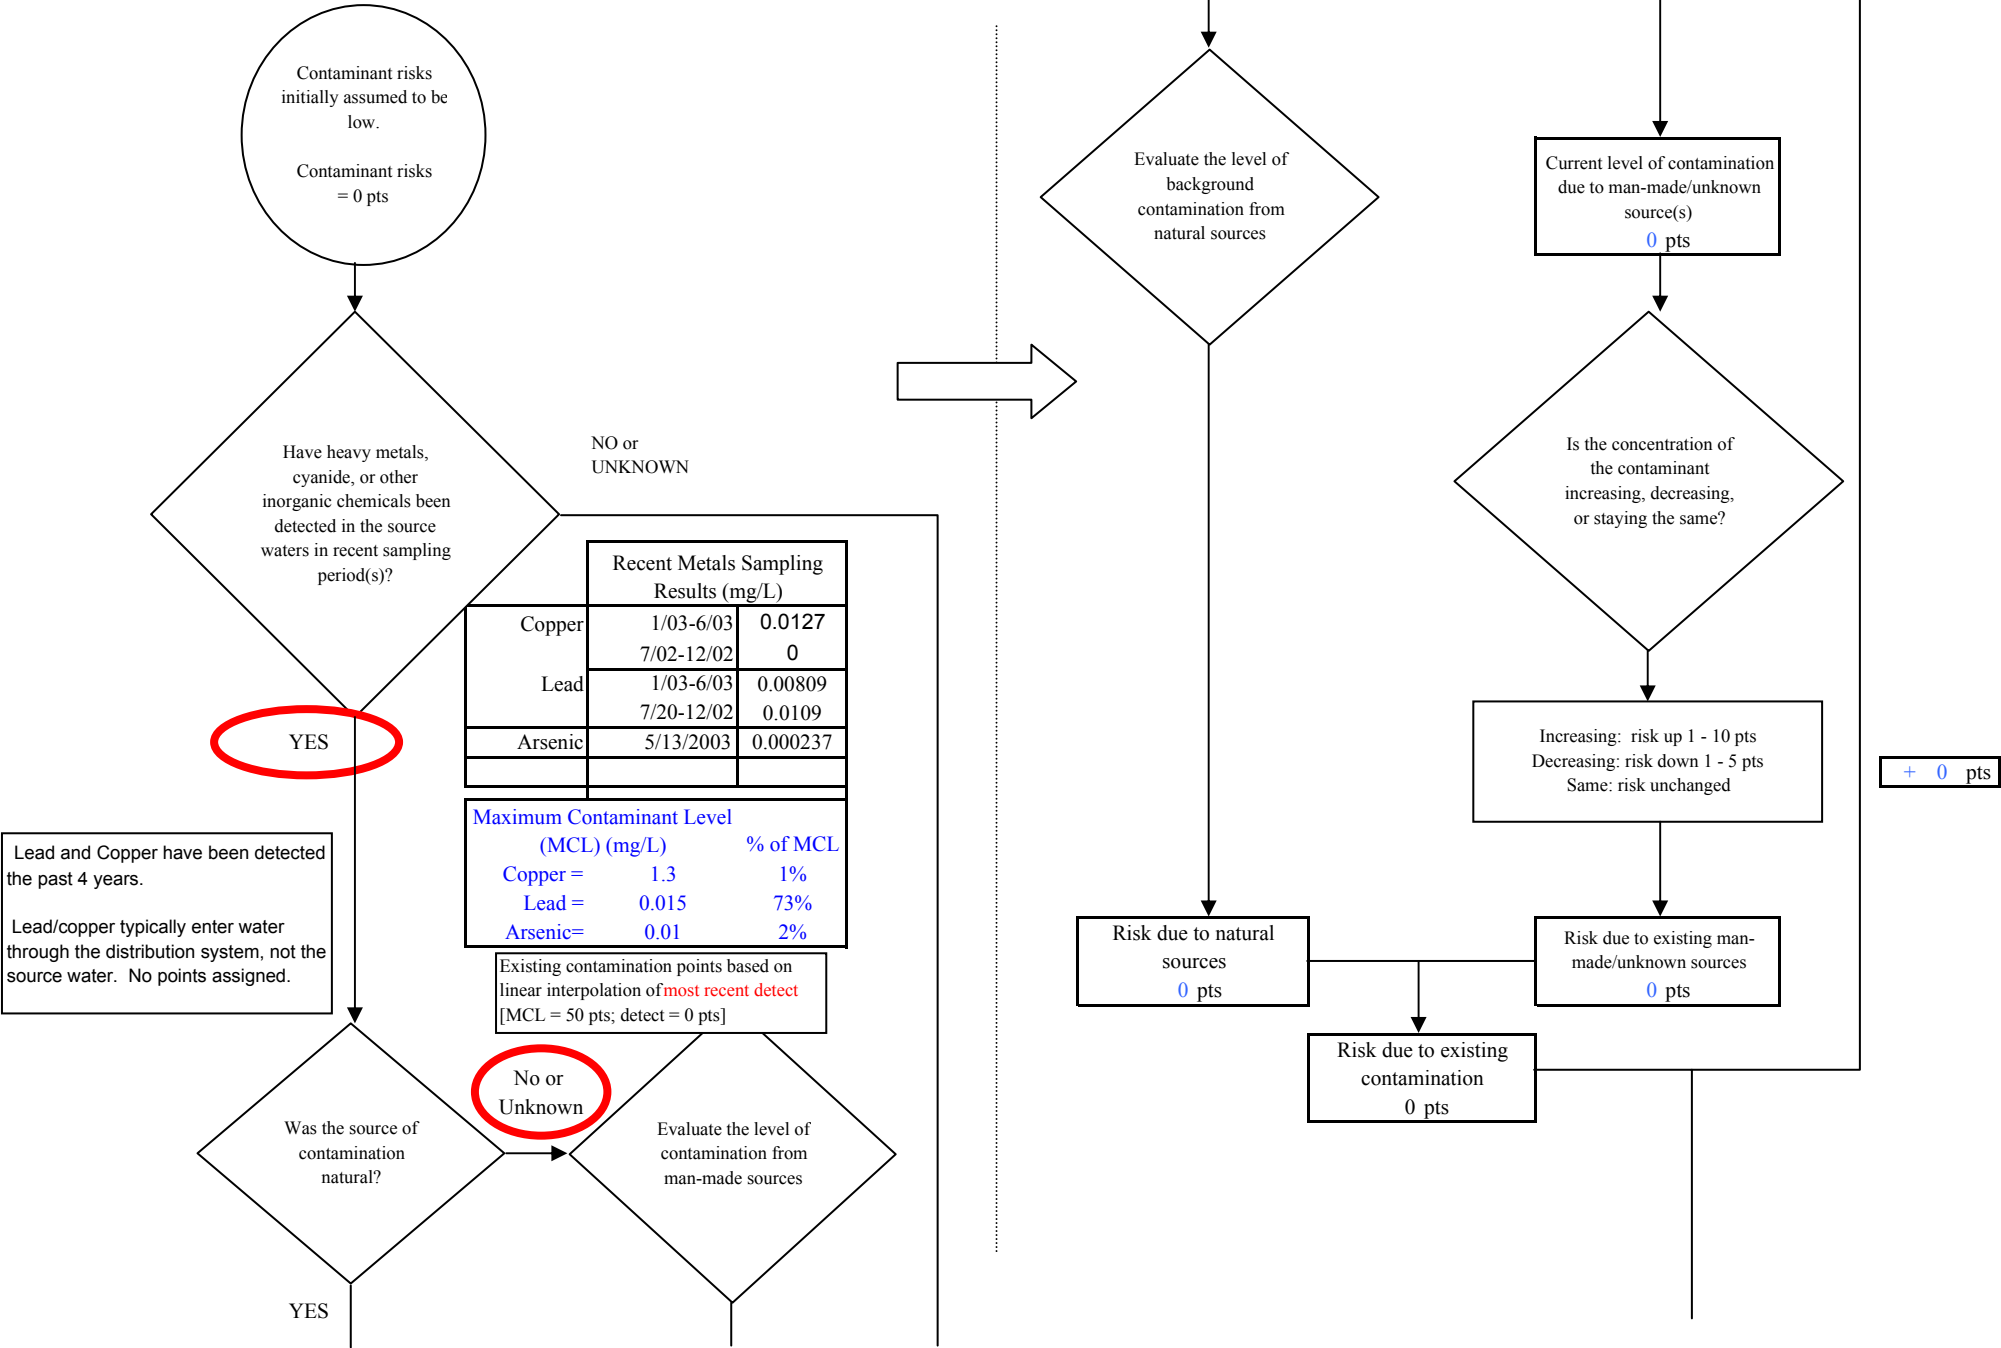 Contaminant risks
initially assumed to be
low.
Contaminant risks
= 0 pts
Have heavy metals,
cyanide, or other
inorganic chemicals been
detected in the source
waters in recent sampling
period(s)?
NO or
UNKNOWN
YES
Recent Metals Sampling
Results (mg/L)
Copper 1/03-6/03 0.0127
7/02-12/02 0
Lead 1/03-6/03 0.00809
7/20-12/02 0.0109
Arsenic 5/13/2003 0.000237
Maximum Contaminant Level
(MCL) (mg/L) % of MCL
Copper = 1.3 1%
Lead = 0.015 73%
Arsenic= 0.01 2%
Lead and Copper have been detected
the past 4 years.
Lead/copper typically enter water
through the distribution system, not the
source water. No points assigned.
Existing contamination points based on
linear interpolation of most recent detect
[MCL = 50 pts; detect = 0 pts]
Was the source of
contamination
natural?
No or
Unknown
Evaluate the level of
contamination from
man-made sources
YES
Evaluate the level of
background
contamination from
natural sources
Current level of contamination
due to man-made/unknown
source(s)
0 pts
Is the concentration of
the contaminant
increasing, decreasing,
or staying the same?
Increasing: risk up 1 - 10 pts
Decreasing: risk down 1 - 5 pts
Same: risk unchanged
+ 0 pts
Risk due to natural
sources
0 pts
Risk due to existing man-
made/unknown sources
0 pts
Risk due to existing
contamination
0 pts